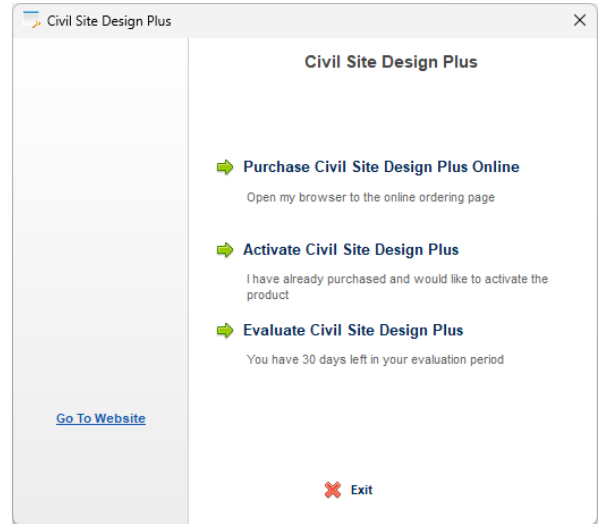 Civil Site Design Plus
Civil Site Design Plus
Purchase Civil Site Design Plus Online
Open my browser to the online ordering page
Activate Civil Site Design Plus
I have already purchased and would like to activate the
product
Evaluate Civil Site Design Plus
You have 30 days left in your evaluation period
Go To Website
Exit